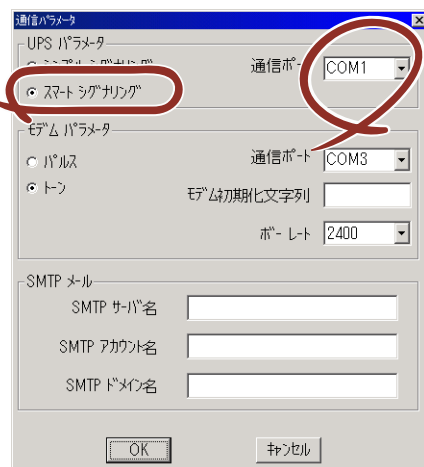 通信ﾊﾟﾗﾒｰﾀ
UPS ﾊﾟﾗﾒｰﾀ
通信ﾎﾟｰﾄ COM1
ｽﾏｰﾄ ｼｸﾞﾅﾘﾝｸﾞ
ﾓﾃﾞﾑ ﾊﾟﾗﾒｰﾀ
ﾊﾟﾙｽ 通信ﾎﾟｰﾄ COM3
ﾄｰﾝ ﾓﾃﾞﾑ初期化文字列
ﾎﾞｰ ﾚｰﾄ 2400
SMTP ﾒｰﾙ
SMTP ｻｰﾊﾞ名
SMTP ｱｶｳﾝﾄ名
SMTP ﾄﾞﾒｲﾝ名
OK ｷｬﾝｾﾙ